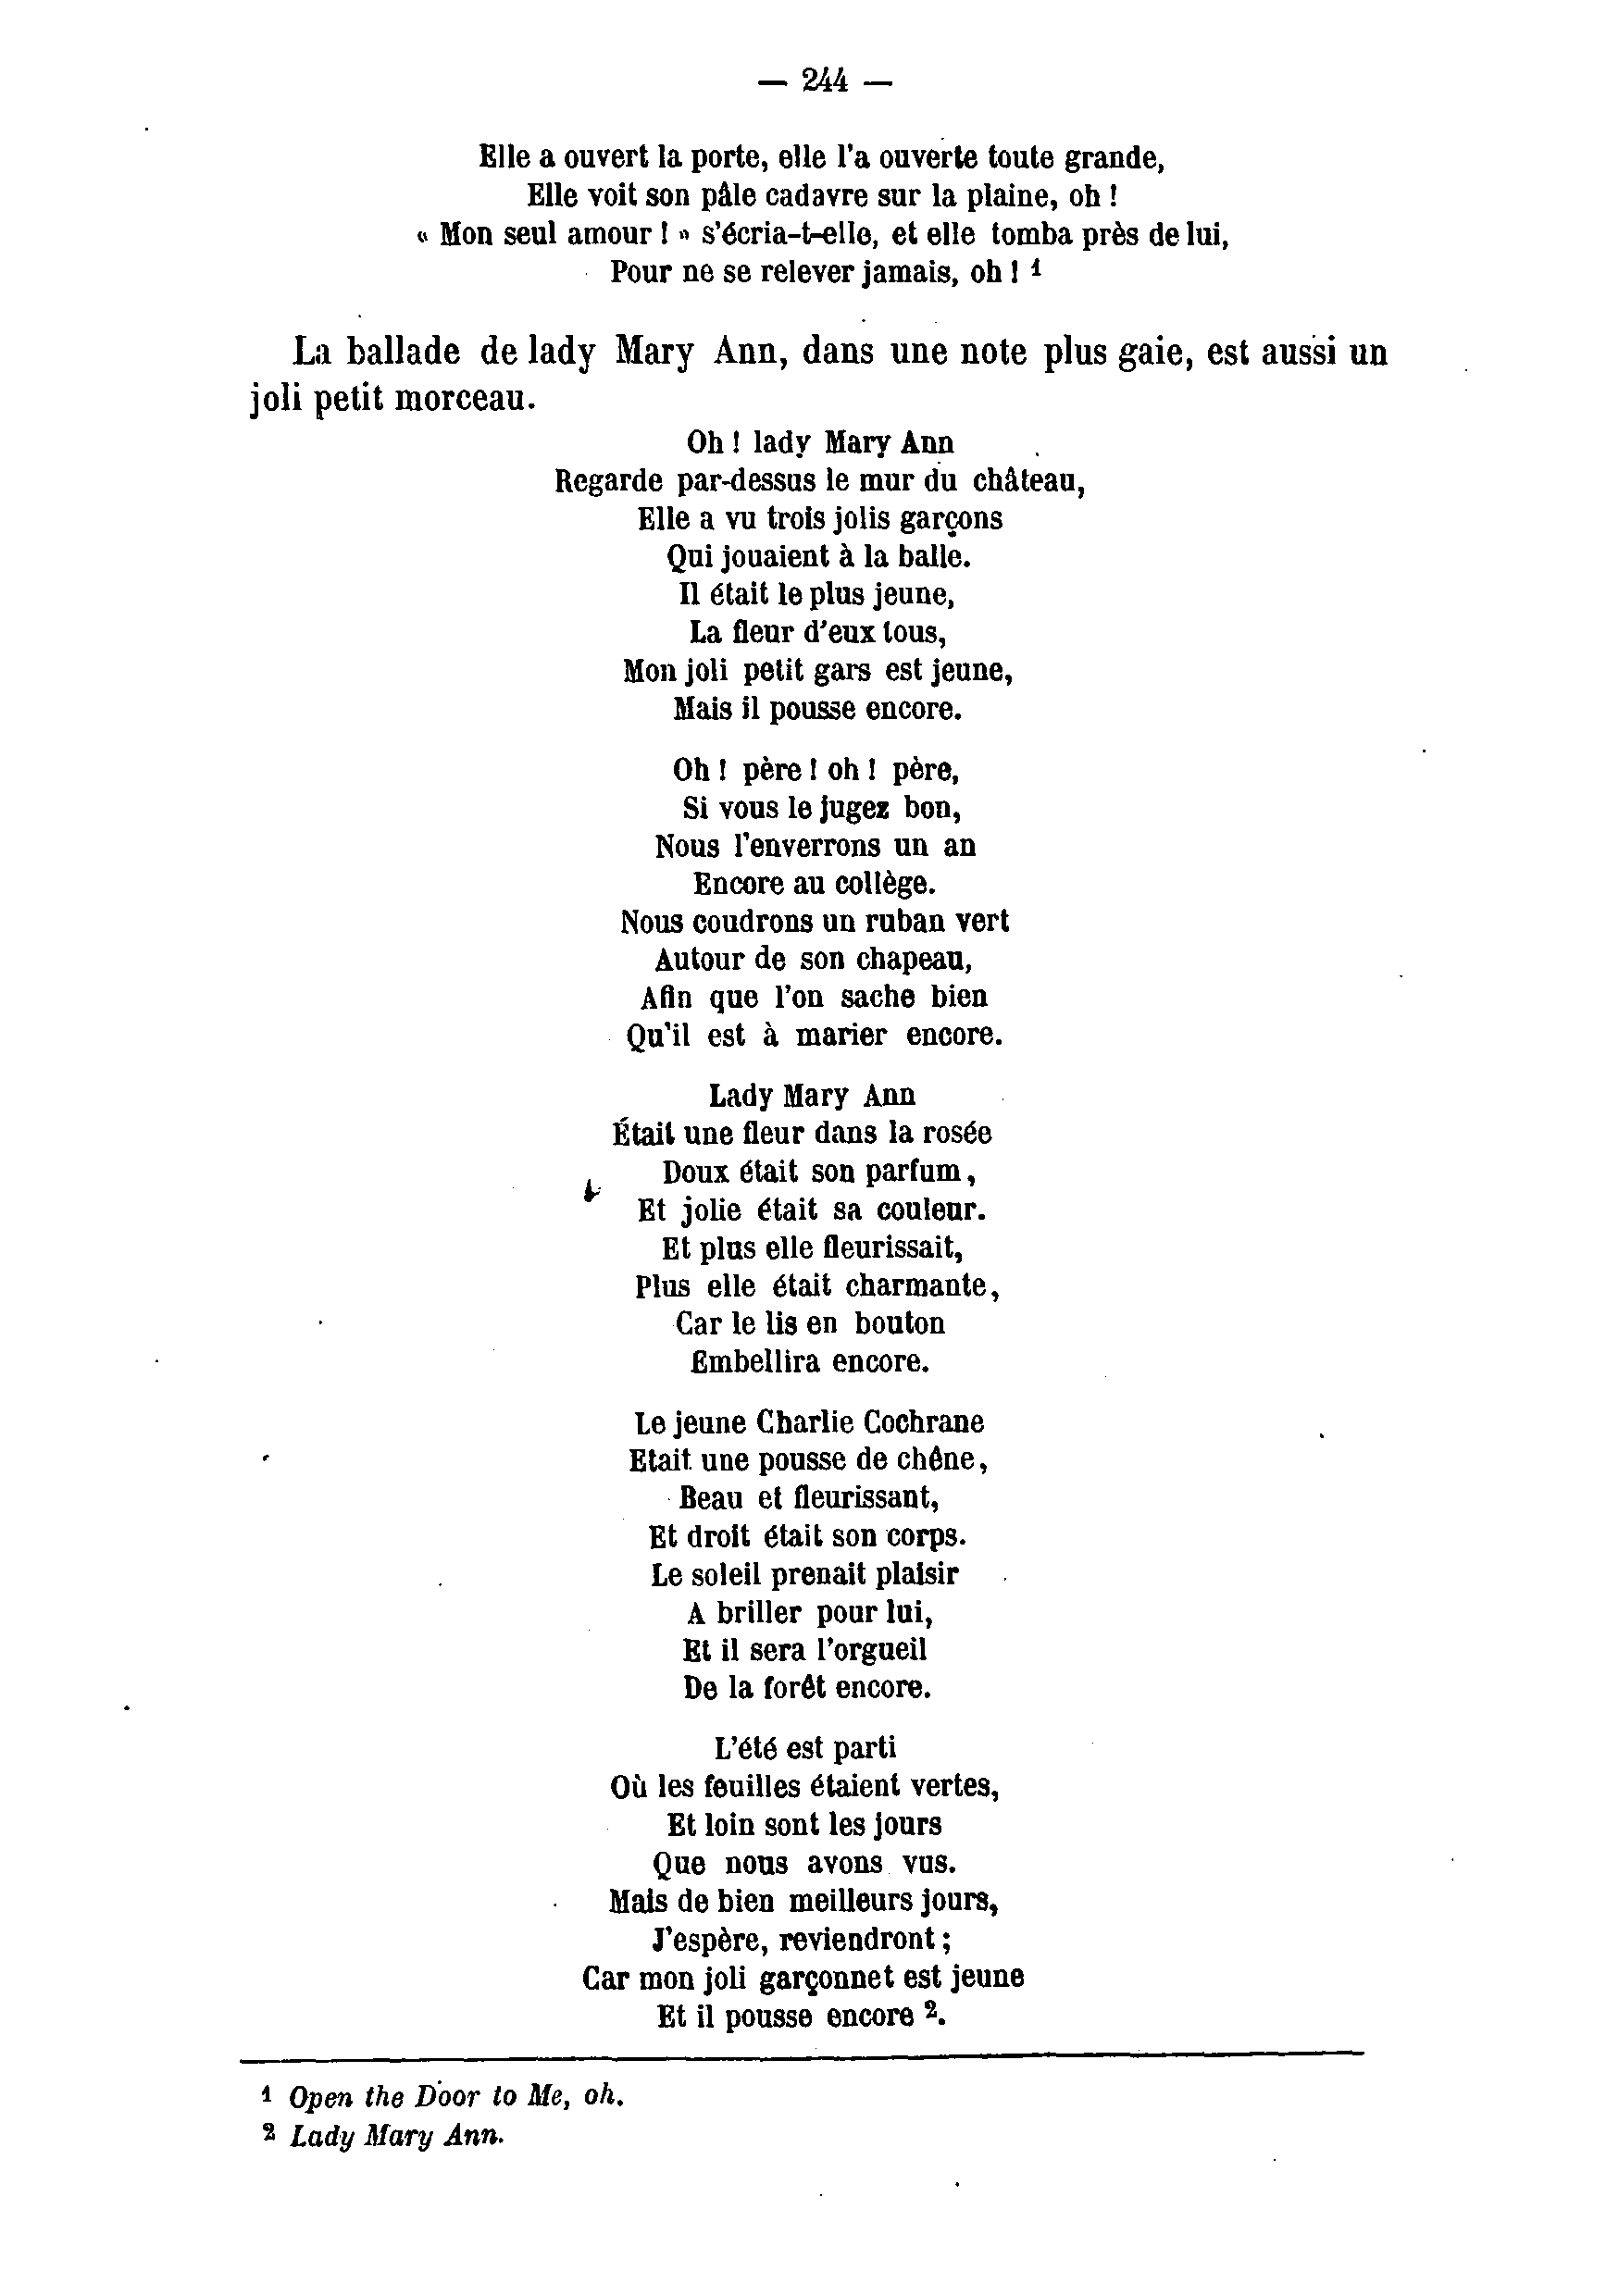 — 244 —
Elle a ouvert la porte, elle l'a ouverte toute grande,
Elle voit son pâle cadavre sur la plaine, oh !
« Mon seul amour ! » s'écria-t-elle, et elle tomba près de lui,
Pour ne se relever jamais, oh ! 1
La ballade de lady Mary Ann, dans une note plus gaie, est aussi un
joli petit morceau.
Oh ! lady Mary Ann
Regarde par-dessus le mur du château,
Elle a vu trois jolis garçons
Qui jouaient à la balle.
Il était le plus jeune,
La fleur d'eux tous,
Mon joli petit gars est jeune,
Mais il pousse encore.
Oh ! père ! oh ! père,
Si vous le jugez bon,
Nous l'enverrons un an
Encore au collège.
Nous coudrons un ruban vert
Autour de son chapeau,
Afin que l'on sache bien
Qu'il est à marier encore.
Lady Mary Ann
Était une fleur dans la rosée
Doux était son parfum,
Et jolie était sa couleur.
Et plus elle fleurissait,
Plus elle était charmante,
Car le lis en bouton
Embellira encore.
Le jeune Charlie Cochrane
Etait une pousse de chêne,
Beau et fleurissant,
Et droit était son corps.
Le soleil prenait plaisir
A briller pour lui,
Et il sera l'orgueil
De la forêt encore.
L'été est parti
Où les feuilles étaient vertes,
Et loin sont les jours
Que nous avons vus.
Mais de bien meilleurs jours,
J'espère, reviendront ;
Car mon joli garçonnet est jeune
Et il pousse encore 2.
1 Open the Door to Me, oh.
2 Lady Mary Ann.